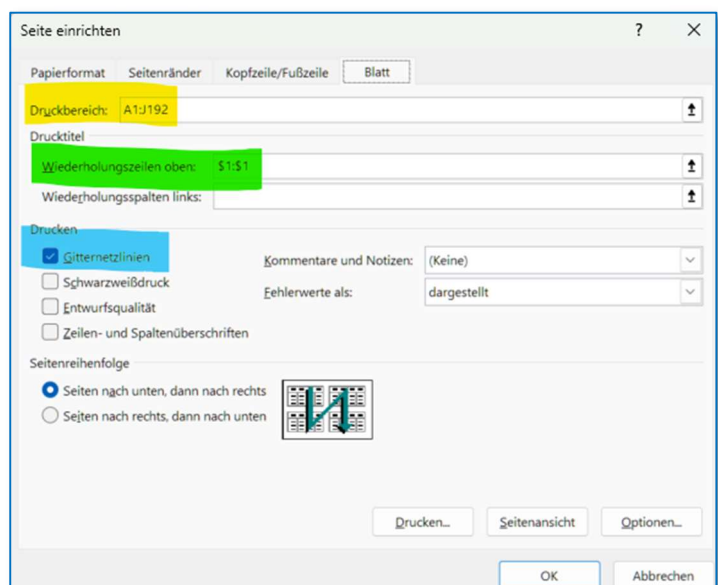 Seite einrichten ?
Papierformat Seitenränder Kopfzeile/Fußzeile Blatt
Druckbereich: A1:J192
Drucktitel
Wiederholungszeilen oben: $1:$1
Wiederholungsspalten links:
Drucken
Gitternetzlinien
Kommentare und Notizen: (Keine)
Schwarzweißdruck
Fehlerwerte als: dargestellt
Entwurfsqualität
Zeilen- und Spaltenüberschriften
Seitenreihenfolge
Seiten nach unten, dann nach rechts
Seiten nach rechts, dann nach unten
Drucken... Seitenansicht Optionen...
OK Abbrechen